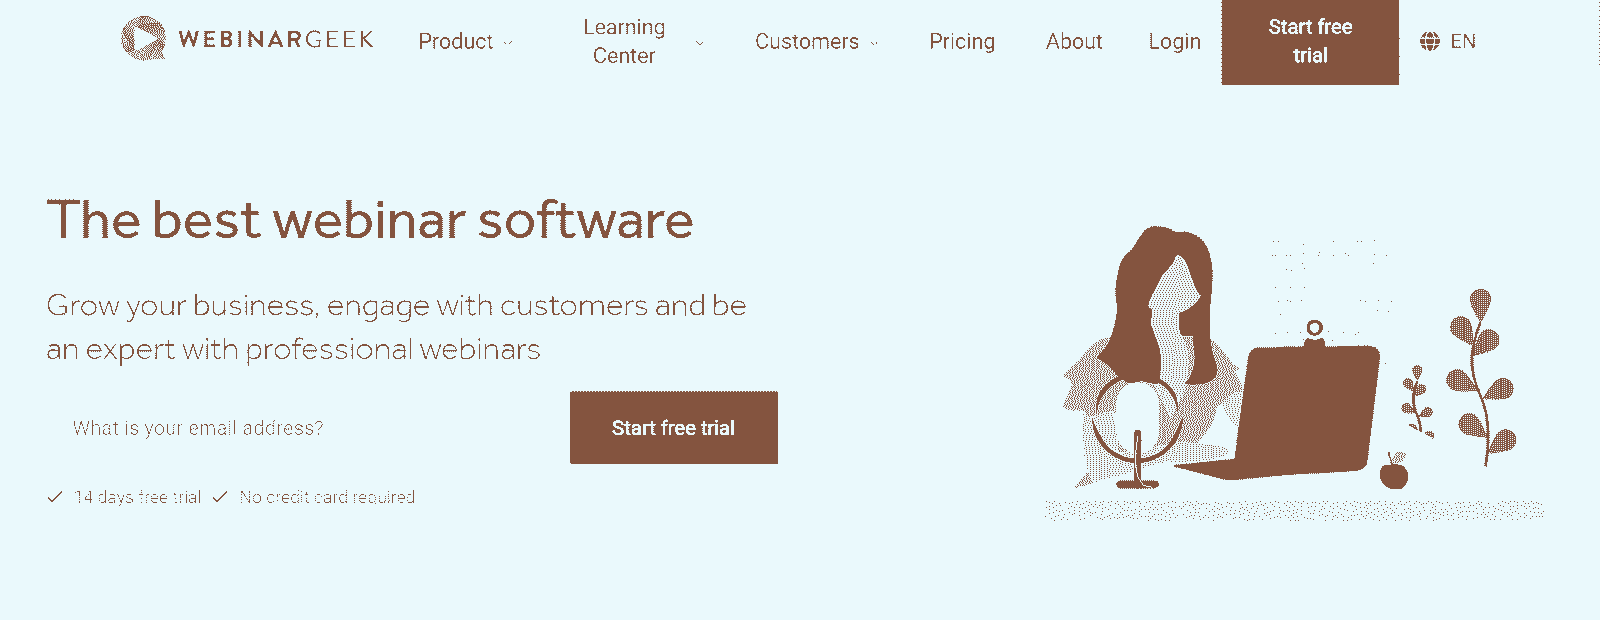 WEBINARGEEK
Product
Learning
Center
Customers
Pricing
About
Login
Start free
trial
EN
The best webinar software
Grow your business, engage with customers and be
an expert with professional webinars
What is your email address?
Start free trial
14 days free trial
No credit card required